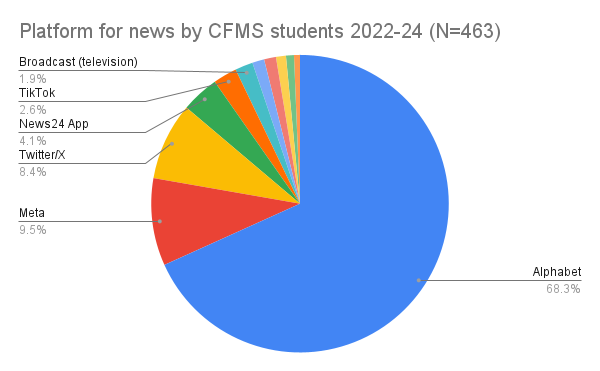 Platform for news by CFMS students 2022-24 (N=463)
Broadcast (television)
1.9%
TikTok
2.6%
News24 App
4.1%
Twitter/X
8.4%
Meta
9.5%
Alphabet
68.3%